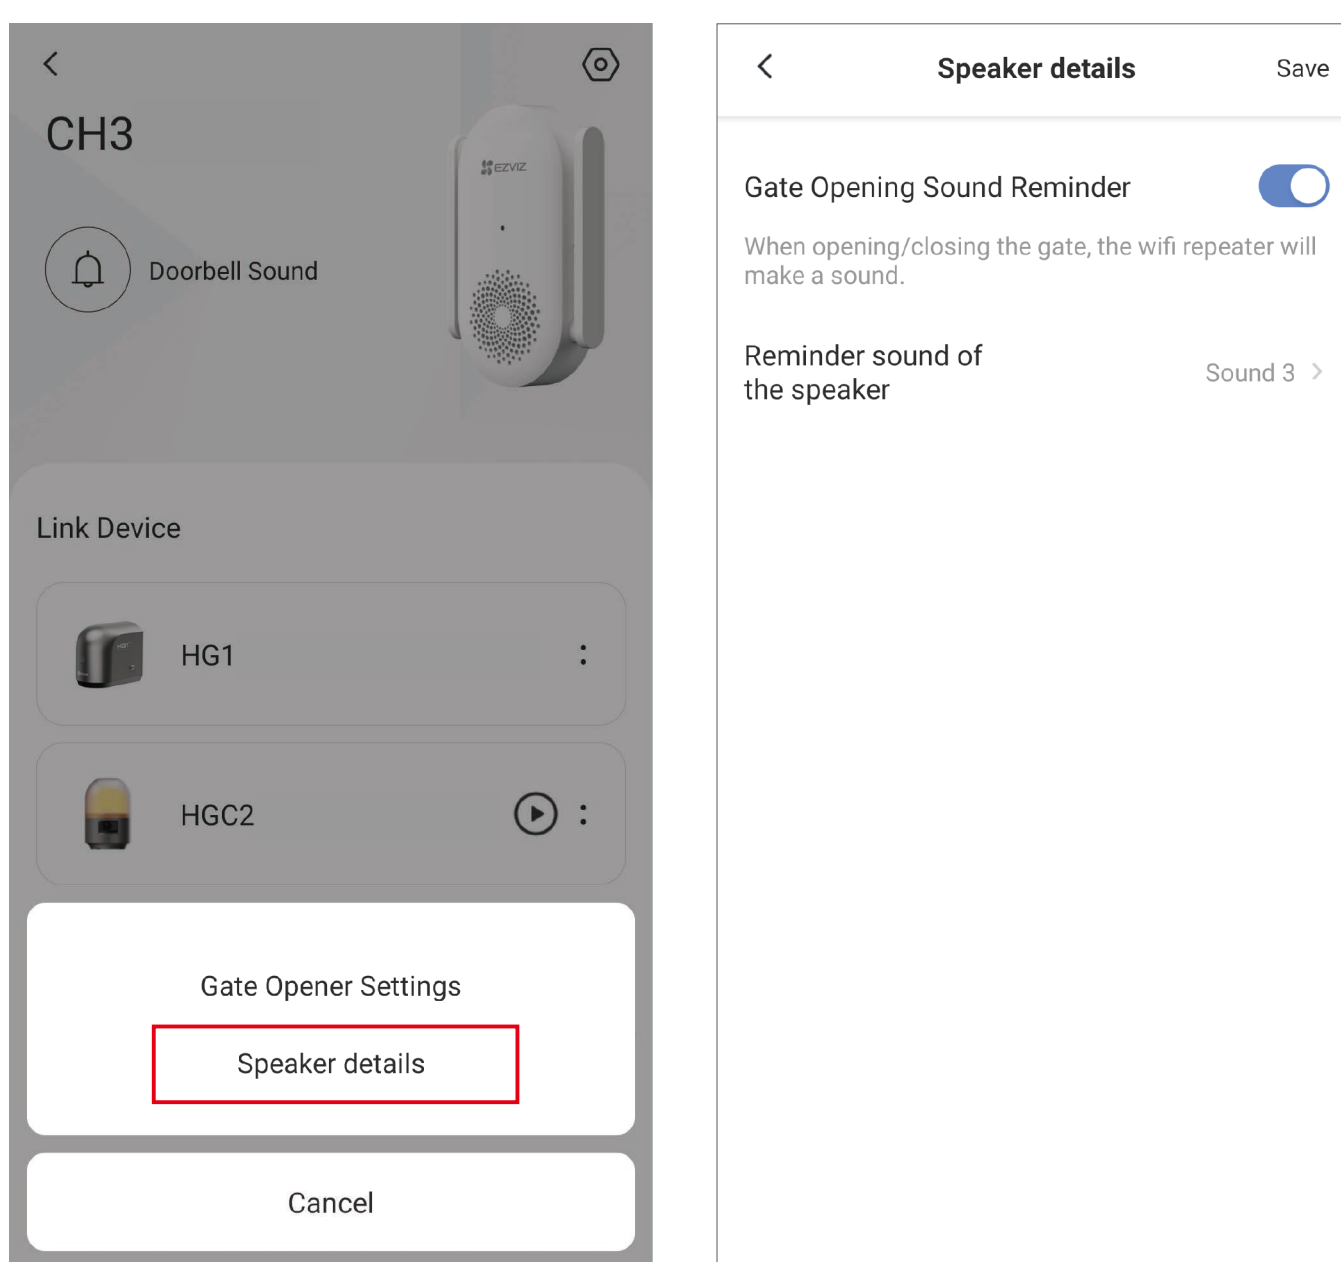 CH3
EZVIZ
Doorbell Sound
Link Device
HG1
HGC2
Gate Opener Settings
Speaker details
Cancel
Speaker details
Save
Gate Opening Sound Reminder
When opening/closing the gate, the wifi repeater will
make a sound.
Reminder sound of
the speaker
Sound 3